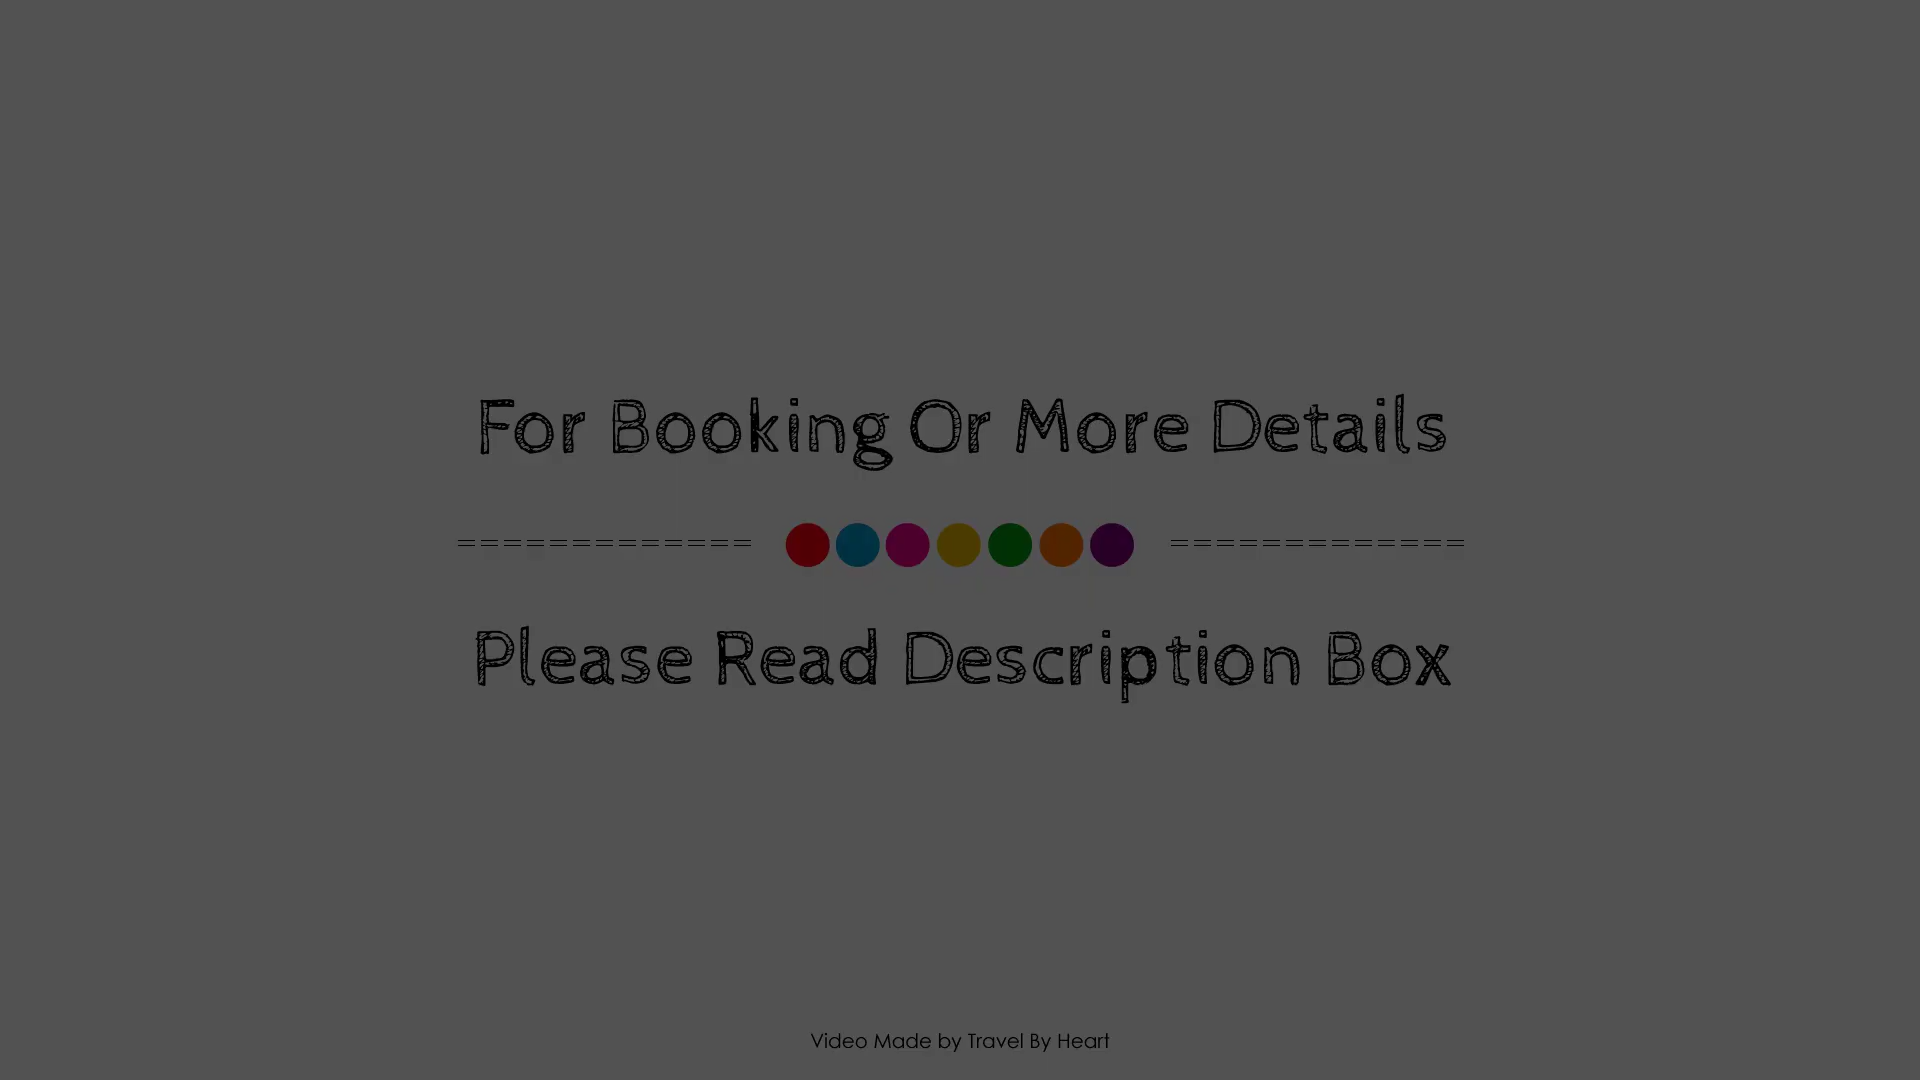 For Booking Or More Details
============= =============
Please Read Description Box
Video Made by Travel By Heart